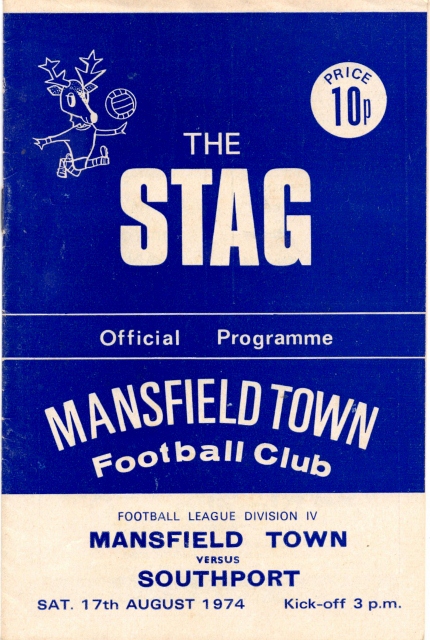 PRICE
10p
THE
STAG
Official Programme
MANSFIELD TOWN
Football Club
FOOTBALL LEAGUE DIVISION IV
MANSFIELD TOWN
VERSUS
SOUTHPORT
SAT. 17th AUGUST 1974 Kick-off 3 p.m.